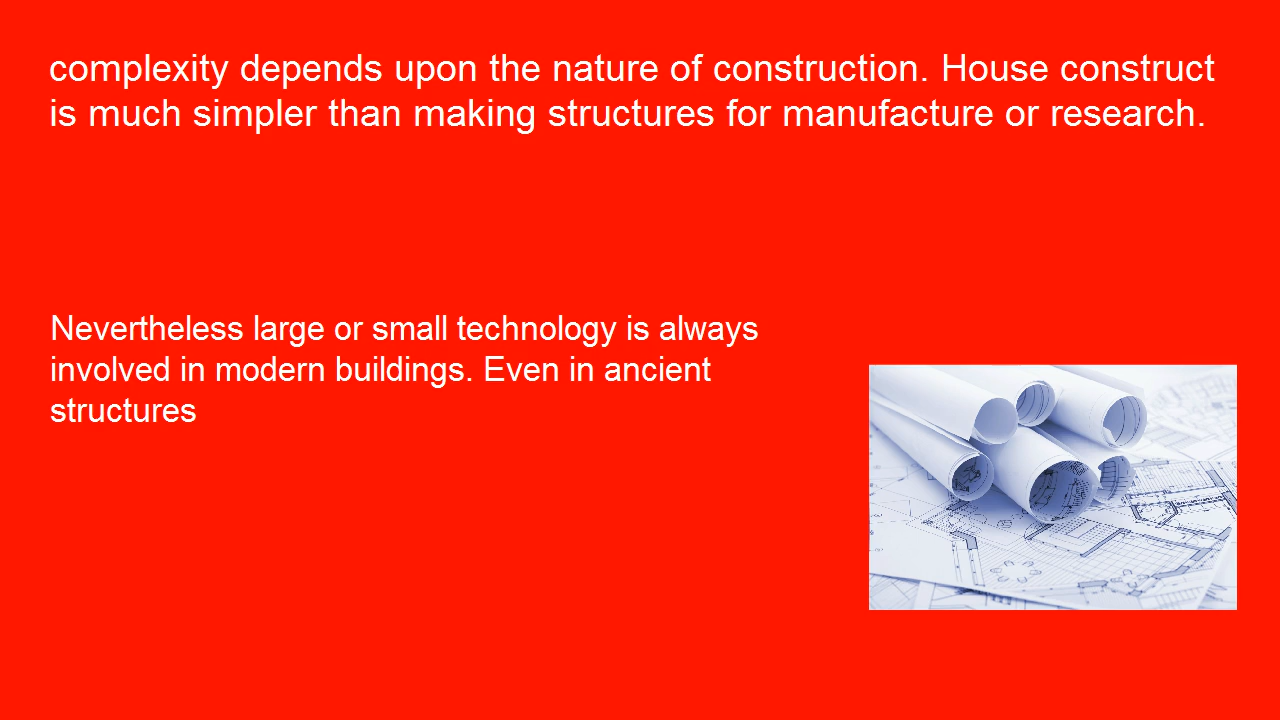 complexity depends upon the nature of construction. House construct
is much simpler than making structures for manufacture or research.
Nevertheless large or small technology is always
involved in modern buildings. Even in ancient
structures